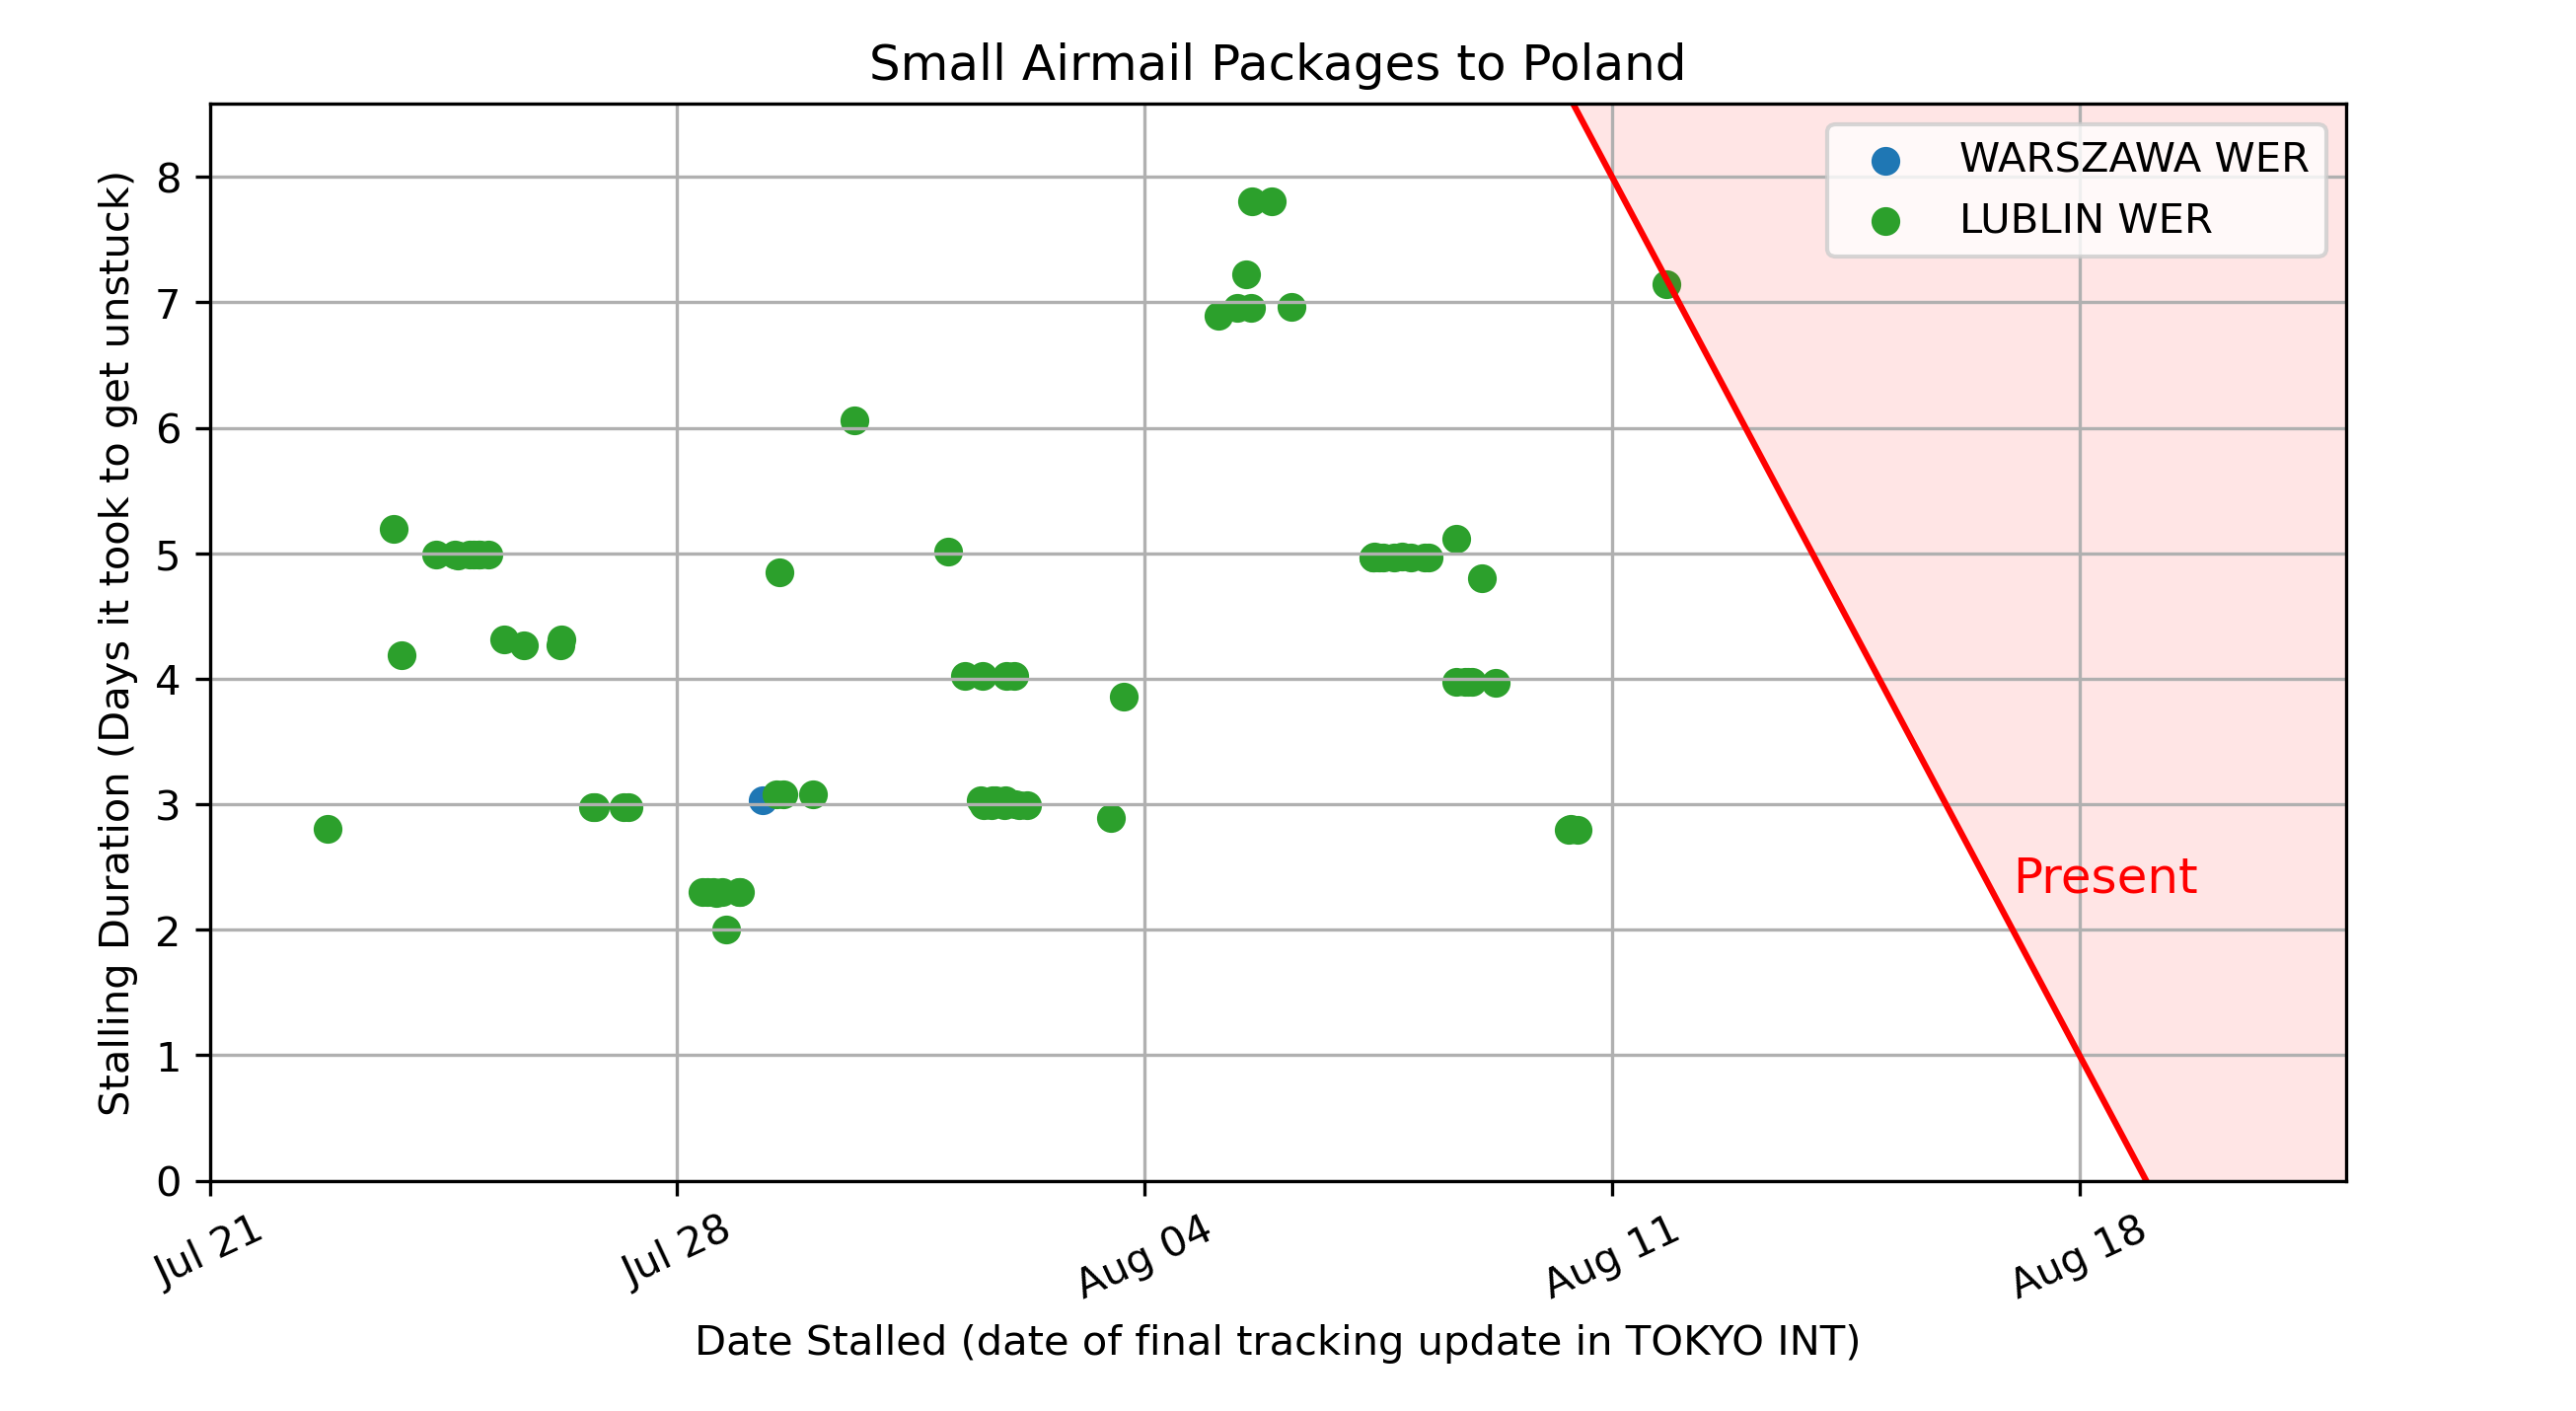 Small Airmail Packages to Poland
Stalling Duration (Days it took to get unstuck)
8
7
6
5
4
3
2
1
0
WARSZAWA WER
LUBLIN WER
Present
Jul 21
Jul 28
Aug 04
Aug 11
Aug 18
Date Stalled (date of final tracking update in TOKYO INT)